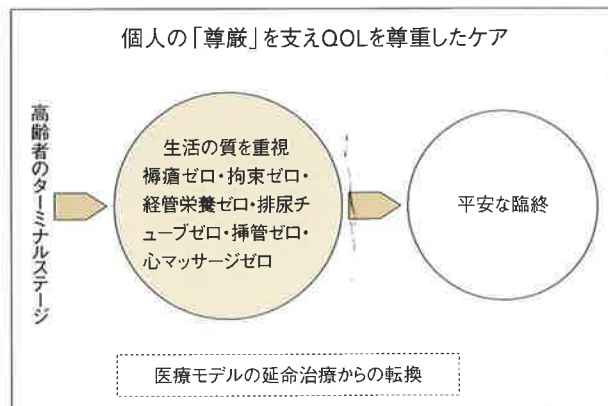 個人の「尊厳」を支えQOLを尊重したケア
高齢者のターミナルステージ
生活の質を重視
褥瘡ゼロ・拘束ゼロ・
経管栄養ゼロ・排尿チ
ューブゼロ・挿管ゼロ・
心マッサージゼロ
平安な臨終
医療モデルの延命治療からの転換